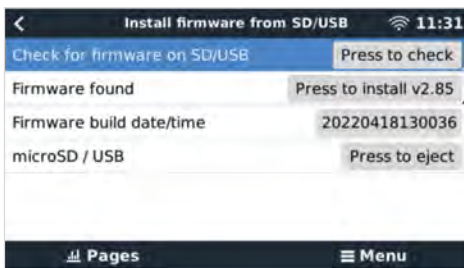 Install firmware from SD/USB 11:31
Check for firmware on SD/USB Press to check
Firmware found Press to install v2.85
Firmware build date/time 20220418130036
microSD / USB Press to eject
Pages Menu